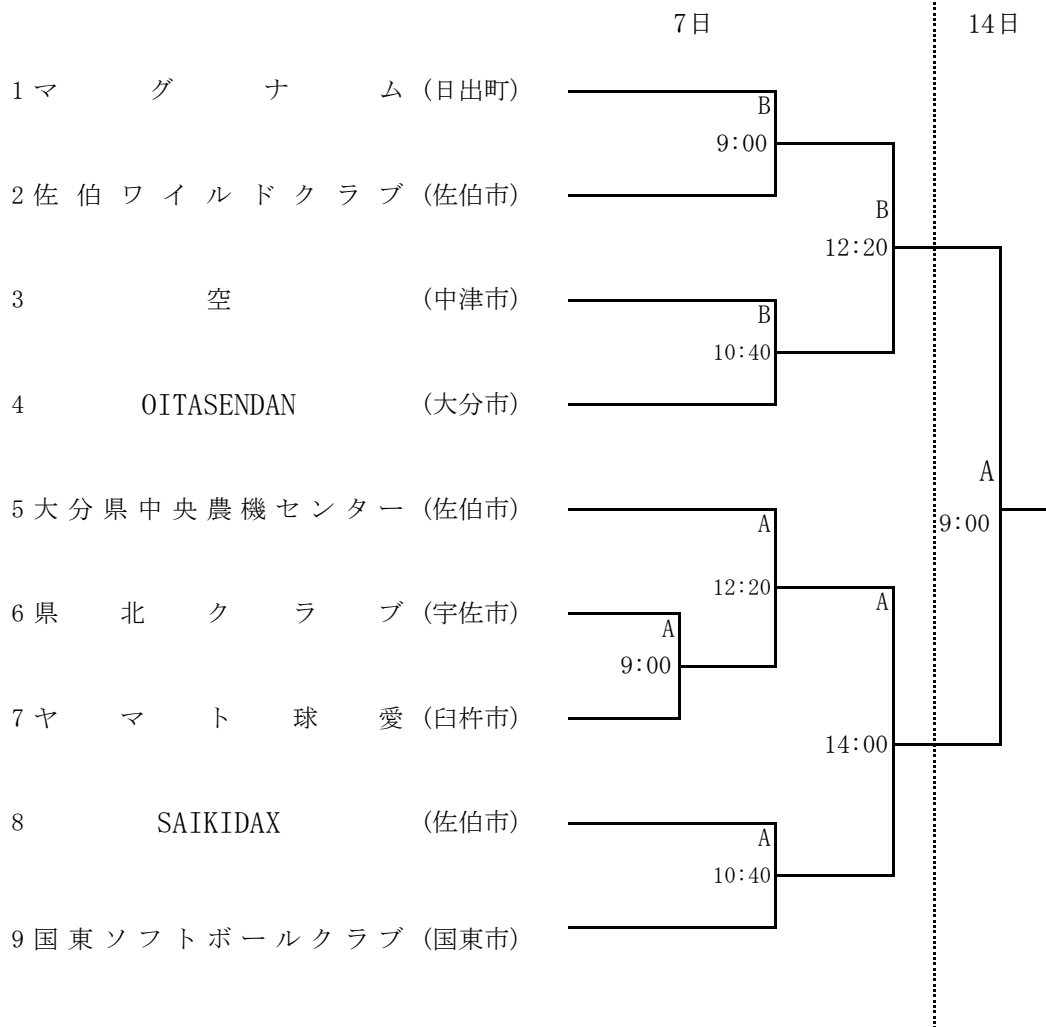 7日 14日
1 マグナム (日出町)
B
9:00
2 佐伯ワイルドクラブ (佐伯市)
B
12:20
3 空 (中津市)
B
10:40
4 OITASENDAN (大分市)
A
9:00
5 大分県中央農機センター (佐伯市)
A
12:20
6 県北クラブ (宇佐市)
A
A
9:00
7 ヤマト球愛 (臼杵市)
14:00
8 SAIKIDAX (佐伯市)
A
10:40
9 国東ソフトボールクラブ (国東市)